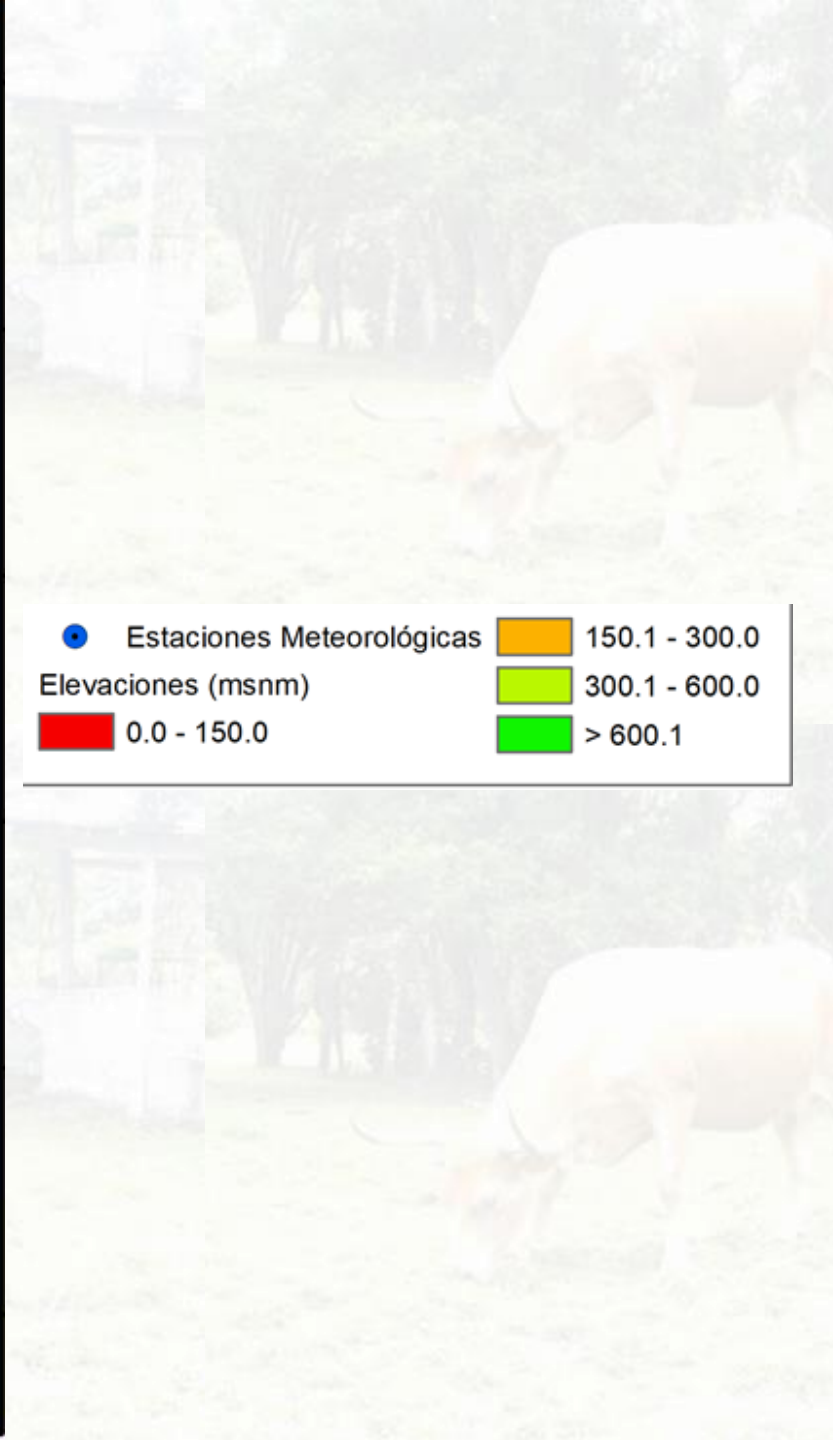 Estaciones Meteorológicas
Elevaciones (msnm)
0.0 - 150.0
150.1 - 300.0
300.1 - 600.0
> 600.1